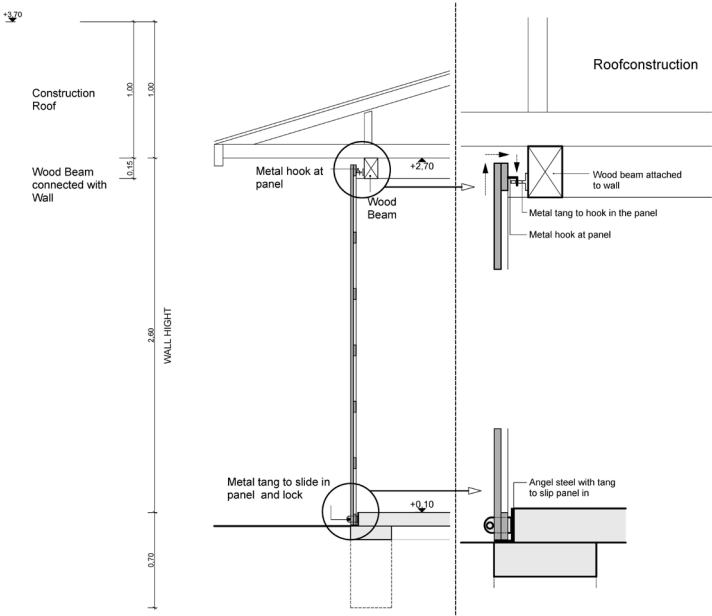 +3.70
Roofconstruction
Construction
Roof
1.00
1.00
0.15
Wood Beam
connected with
Wall
Metal hook at
panel
+2.70
Wood
Beam
Wood beam attached
to wall
Metal tang to hook in the panel
Metal hook at panel
2.60
WALL HIGHT
Metal tang to slide in
panel and lock
+0.10
Angel steel with tang
to slip panel in
0.70